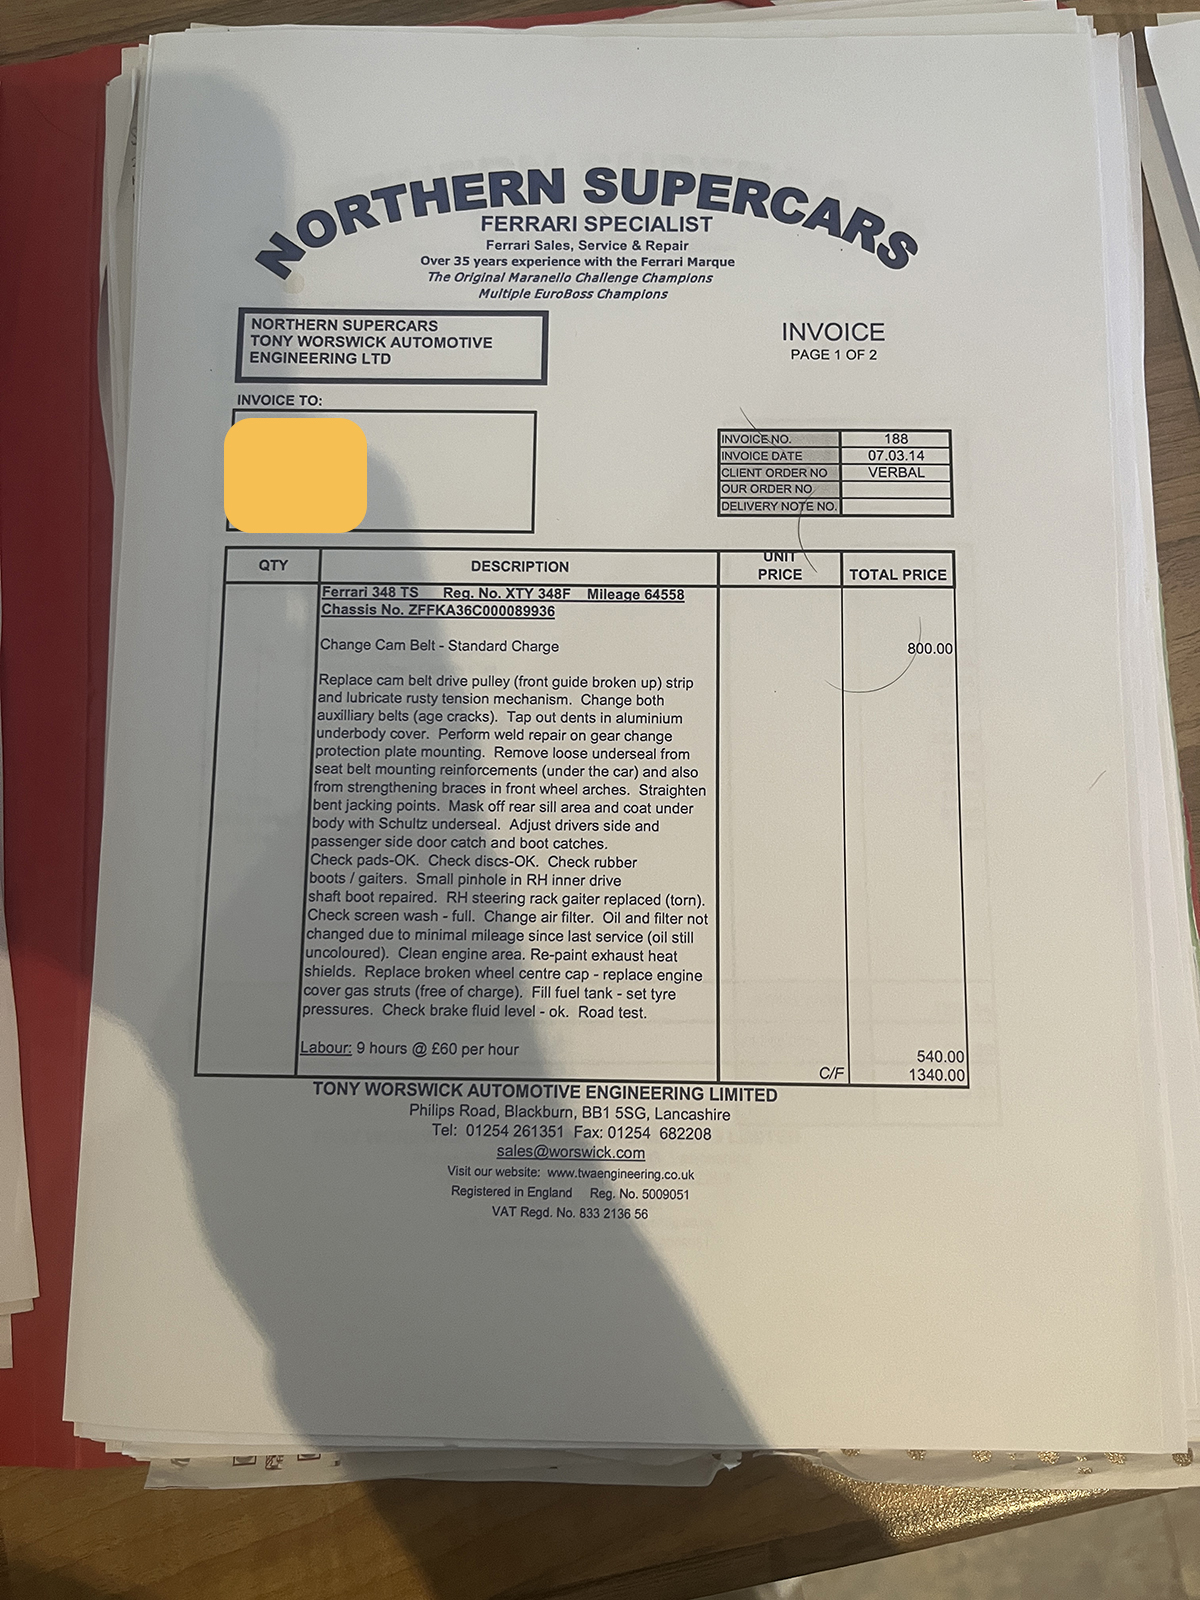 NORTHERN SUPERCARS
FERRARI SPECIALIST
Ferrari Sales, Service & Repair
Over 35 years experience with the Ferrari Marque
The Original Maranello Challenge Champions
Multiple EuroBoss Champions
NORTHERN SUPERCARS
TONY WORSWICK AUTOMOTIVE
ENGINEERING LTD
INVOICE
PAGE 1 OF 2
INVOICE TO:
INVOICE NO. 188
INVOICE DATE 07.03.14
CLIENT ORDER NO VERBAL
OUR ORDER NO
DELIVERY NOTE NO.
QTY DESCRIPTION UNIT PRICE TOTAL PRICE
Ferrari 348 TS Reg. No. XTY 348F Mileage 64558
Chassis No. ZFFKA36C000089936
Change Cam Belt - Standard Charge 800.00
Replace cam belt drive pulley (front guide broken up) strip
and lubricate rusty tension mechanism. Change both
auxilliary belts (age cracks). Tap out dents in aluminium
underbody cover. Perform weld repair on gear change
protection plate mounting. Remove loose underseal from
seat belt mounting reinforcements (under the car) and also
from strengthening braces in front wheel arches. Straighten
bent jacking points. Mask off rear sill area and coat under
body with Schultz underseal. Adjust drivers side and
passenger side door catch and boot catches.
Check pads-OK. Check discs-OK. Check rubber
boots / gaiters. Small pinhole in RH inner drive
shaft boot repaired. RH steering rack gaiter replaced (torn).
Check screen wash - full. Change air filter. Oil and filter not
changed due to minimal mileage since last service (oil still
uncoloured). Clean engine area. Re-paint exhaust heat
shields. Replace broken wheel centre cap - replace engine
cover gas struts (free of charge). Fill fuel tank - set tyre
pressures. Check brake fluid level - ok. Road test.
Labour: 9 hours @ £60 per hour 540.00
C/F 1340.00
TONY WORSWICK AUTOMOTIVE ENGINEERING LIMITED
Philips Road, Blackburn, BB1 5SG, Lancashire
Tel: 01254 261351 Fax: 01254 682208
sales@worswick.com
Visit our website: www.twaengineering.co.uk
Registered in England Reg. No. 5009051
VAT Regd. No. 833 2136 56